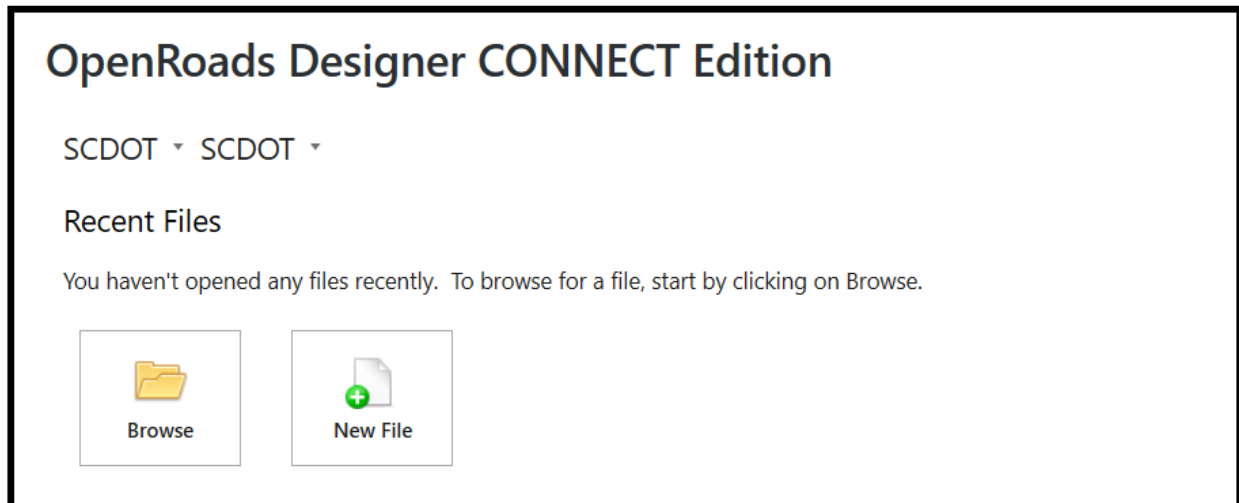 OpenRoads Designer CONNECT Edition
SCDOT SCDOT
Recent Files
You haven't opened any files recently. To browse for a file, start by clicking on Browse.
Browse New File